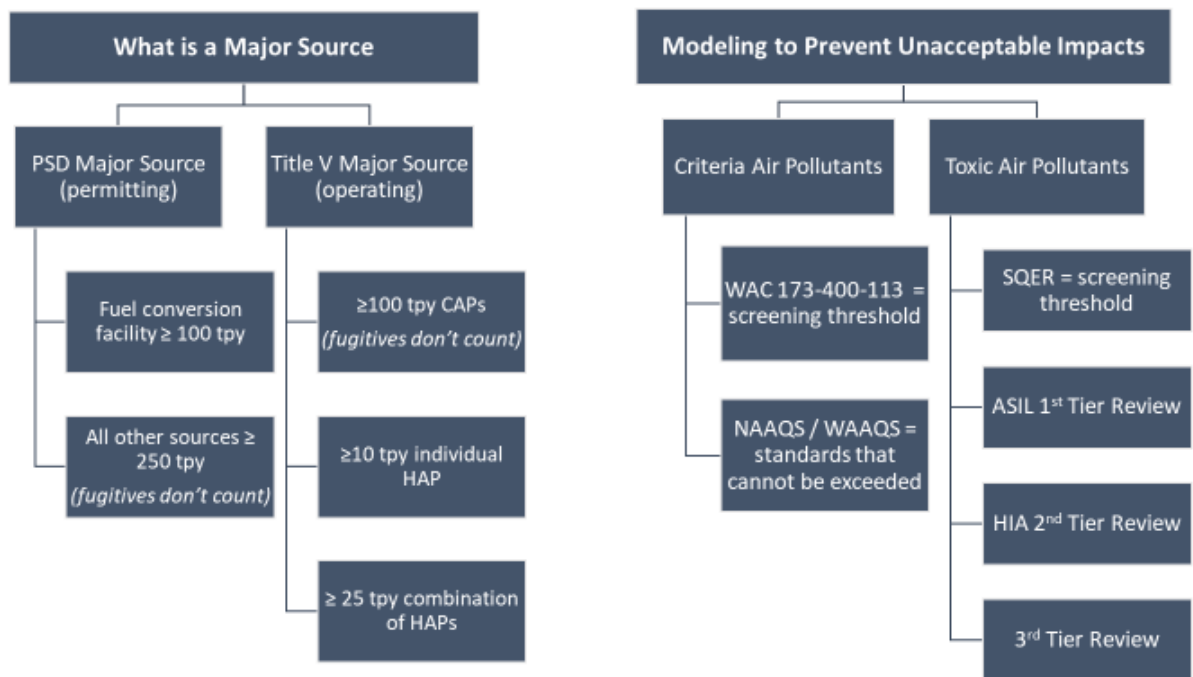 What is a Major Source
PSD Major Source
(permitting)
Title V Major Source
(operating)
Fuel conversion
facility ≥ 100 tpy
All other sources ≥
250 tpy
(fugitives don't count)
≥100 tpy CAPs
(fugitives don't count)
≥10 tpy individual
HAP
≥ 25 tpy combination
of HAPs
Modeling to Prevent Unacceptable Impacts
Criteria Air Pollutants
Toxic Air Pollutants
WAC 173-400-113 =
screening threshold
NAAQS / WAAQS =
standards that
cannot be exceeded
SQER = screening
threshold
ASIL 1st Tier Review
HIA 2nd Tier Review
3rd Tier Review